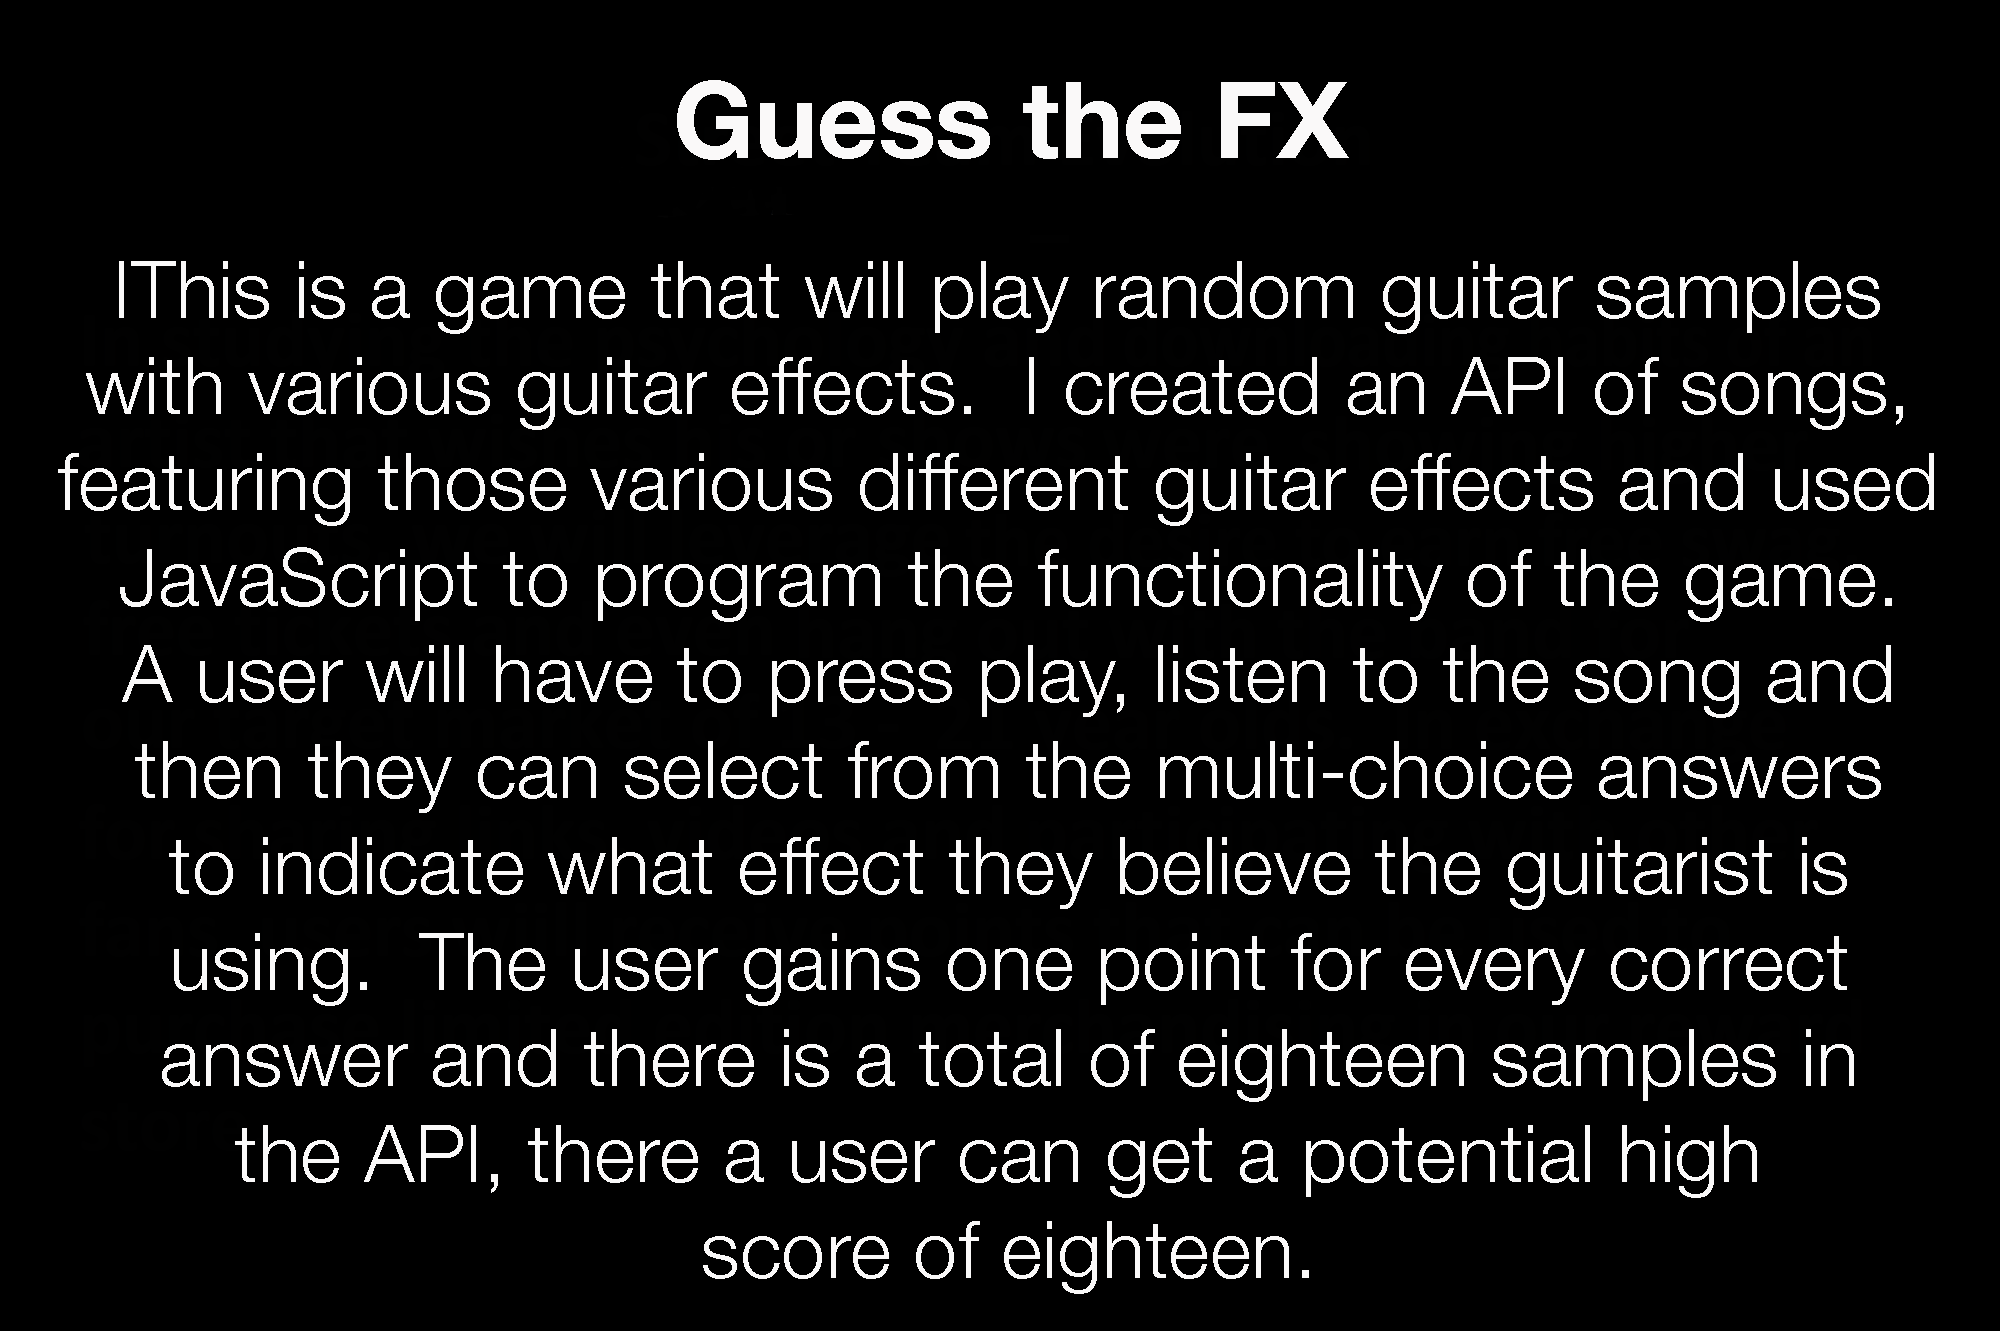 Guess the FX
IThis is a game that will play random guitar samples
with various guitar effects.  I created an API of songs,
featuring those various different guitar effects and used
JavaScript to program the functionality of the game.
A user will have to press play, listen to the song and
then they can select from the multi-choice answers
to indicate what effect they believe the guitarist is
using.  The user gains one point for every correct
answer and there is a total of eighteen samples in
the API, there a user can get a potential high
score of eighteen.